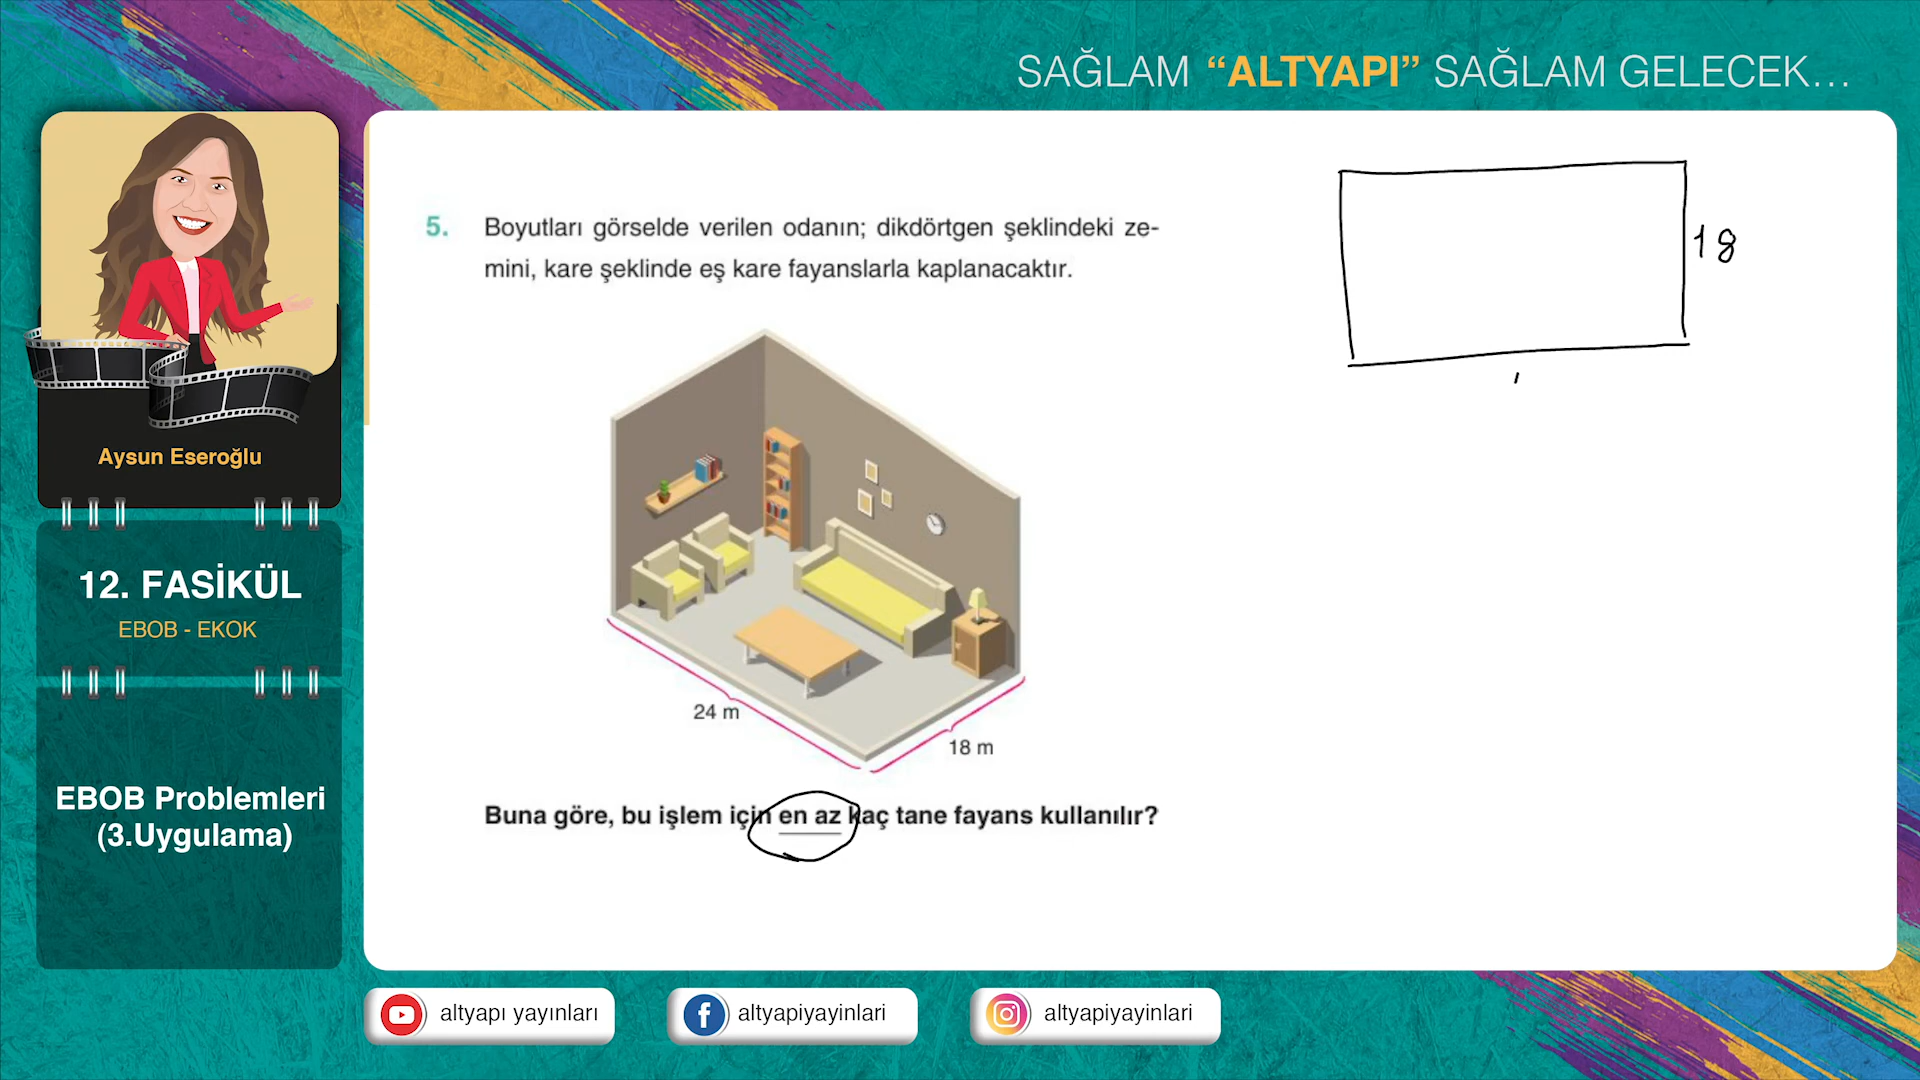 SAĞLAM “ALTYAPI” SAĞLAM GELECEK...
Aysun Eseroğlu
12. FASİKÜL
EBOB - EKOK
EBOB Problemleri
(3.Uygulama)
5. Boyutları görselde verilen odanın; dikdörtgen şeklindeki ze-
mini, kare şeklinde eş kare fayanslarla kaplanacaktır.
24 m
18 m
Buna göre, bu işlem için en az kaç tane fayans kullanılır?
18
altyapı yayınları
altyapiyayinlari
altyapiyayinlari